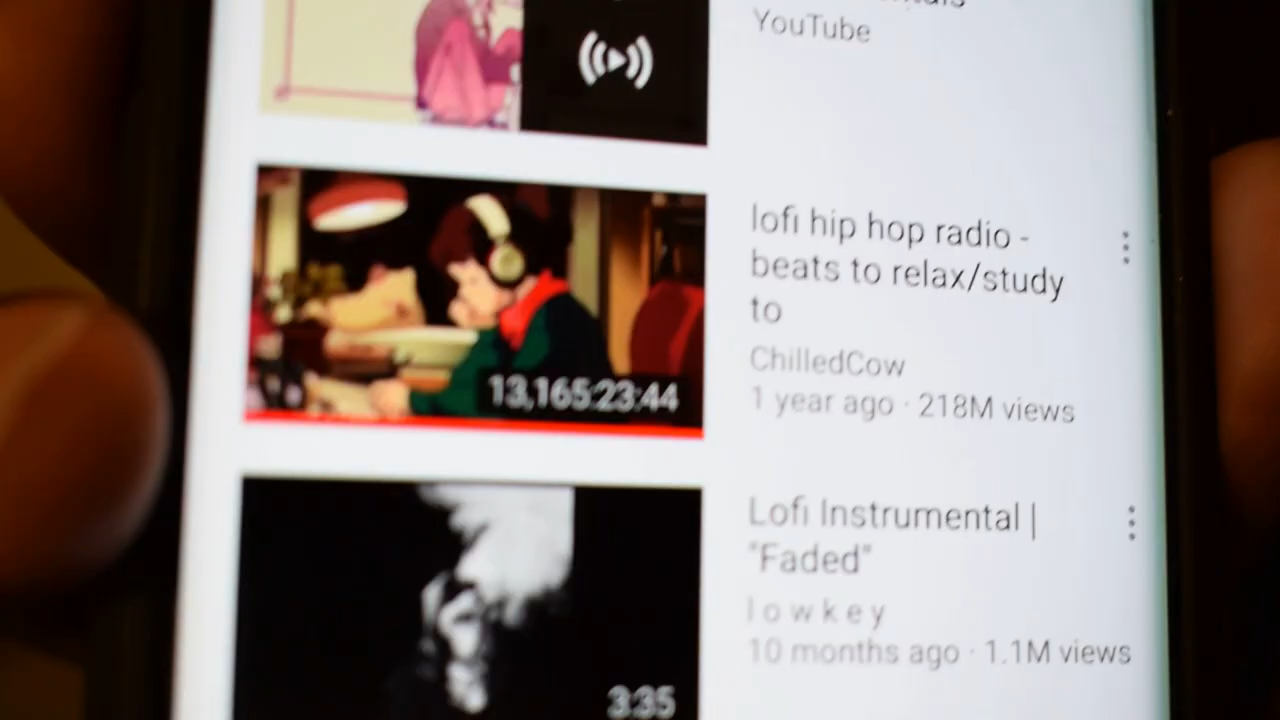 YouTube
lofi hip hop radio -
beats to relax/study
to
ChilledCow
1 year ago · 218M views
13,165:23:44
Lofi Instrumental |
"Faded"
l o w k e y
10 months ago · 1.1M views
3:35